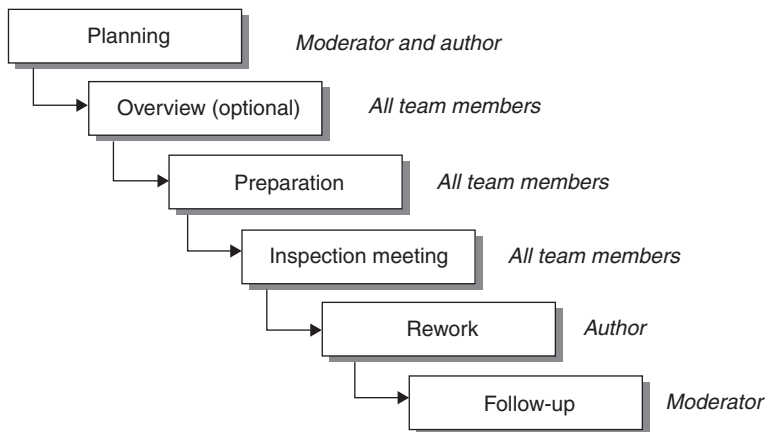 Planning
Moderator and author
Overview (optional)
All team members
Preparation
All team members
Inspection meeting
All team members
Rework
Author
Follow-up
Moderator